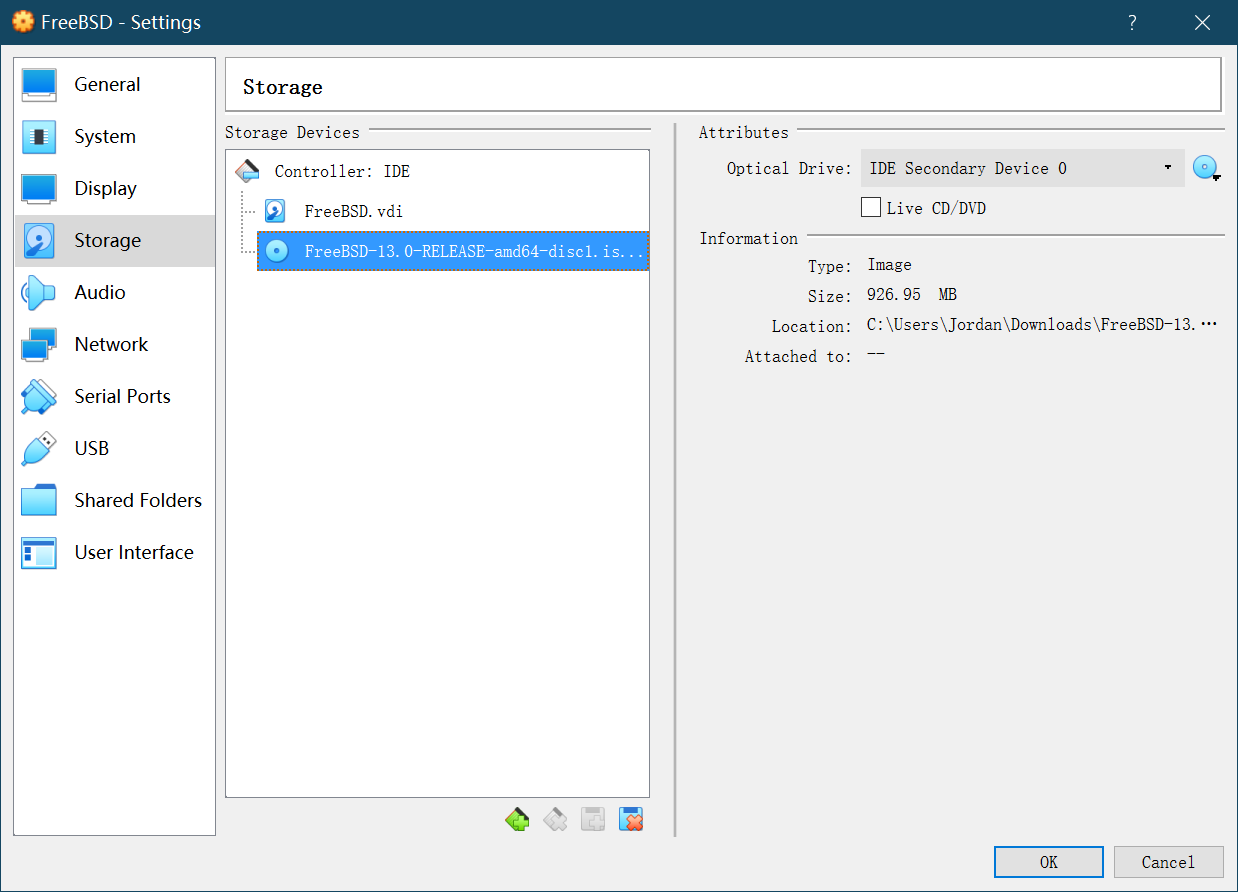 FreeBSD - Settings
?
General
System
Display
Storage
Audio
Network
Serial Ports
USB
Shared Folders
User Interface
Storage
Storage Devices
Controller: IDE
FreeBSD.vdi
FreeBSD-13.0-RELEASE-amd64-disc1.is...
Attributes
Optical Drive: IDE Secondary Device 0
Live CD/DVD
Information
Type: Image
Size: 926.95 MB
Location: C:\Users\Jordan\Downloads\FreeBSD-13.…
Attached to: --
OK Cancel